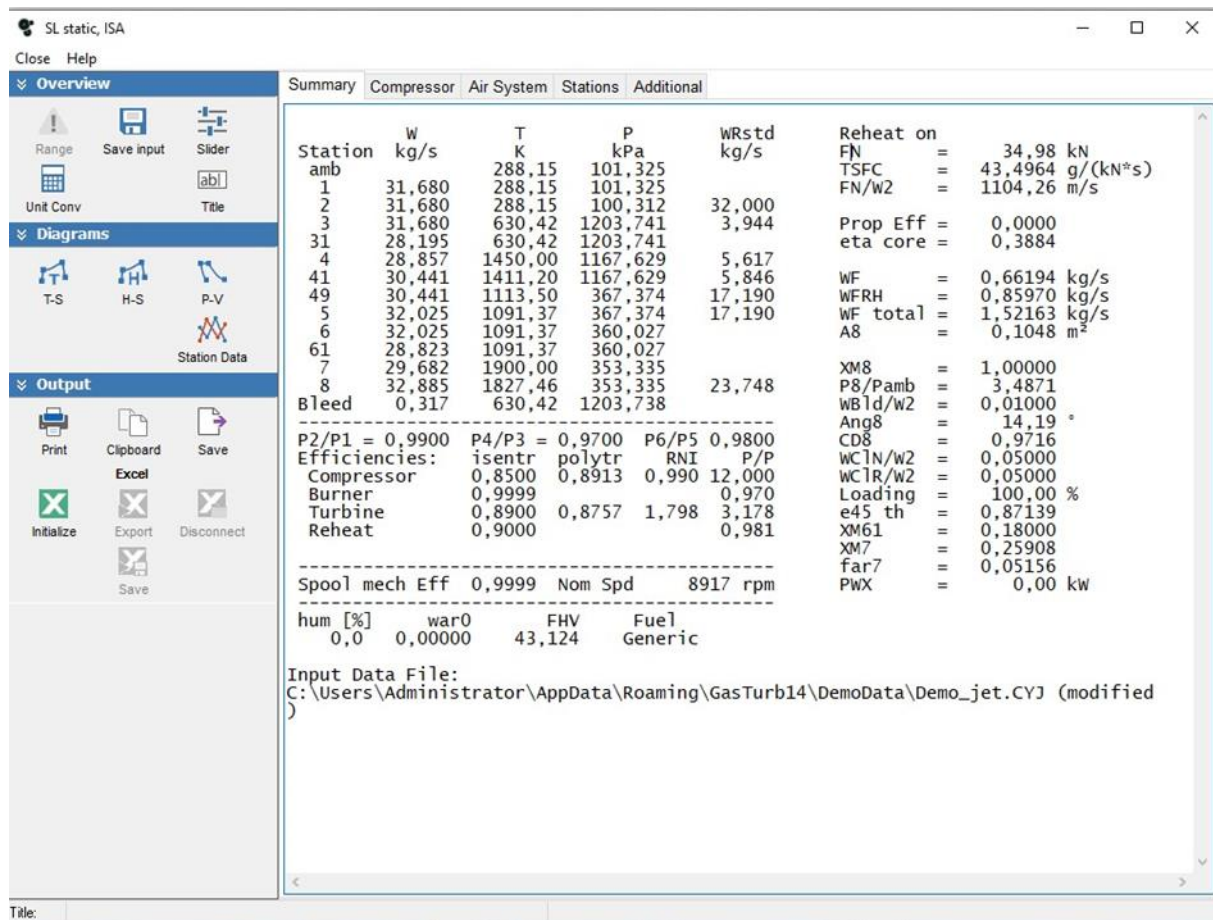 SL static, ISA
Close Help
Overview
Range Save input Slider
Unit Conv Title
Diagrams
T-S H-S P-V
Station Data
Output
Print Clipboard Save
Excel
Initialize Export Disconnect
Save
Summary Compressor Air System Stations Additional
W T P WRstd
Station kg/s K kPa kg/s
amb 288,15 101,325
1 31,680 288,15 101,325
2 31,680 288,15 100,312 32,000
3 31,680 630,42 1203,741 3,944
31 28,195 630,42 1203,741
4 28,857 1450,00 1167,629 5,617
41 30,441 1411,20 1167,629 5,846
49 30,441 1113,50 367,374 17,190
5 32,025 1091,37 367,374 17,190
6 32,025 1091,37 360,027
61 28,823 1091,37 360,027
7 29,682 1900,00 353,335
8 32,885 1827,46 353,335 23,748
Bleed 0,317 630,42 1203,738
P2/P1 = 0,9900 P4/P3 = 0,9700 P6/P5 0,9800
Efficiencies: isentr polytr RNI P/P
Compressor 0,8500 0,8913 0,990 12,000
Burner 0,9999 0,970
Turbine 0,8900 0,8757 1,798 3,178
Reheat 0,9000 0,981
Spool mech Eff 0,9999 Nom Spd 8917 rpm
hum [%] war0 FHV Fuel
0,0 0,00000 43,124 Generic
Reheat on
FN = 34,98 kN
TSFC = 43,4964 g/(kN*s)
FN/W2 = 1104,26 m/s
Prop Eff = 0,0000
eta core = 0,3884
WF = 0,66194 kg/s
WFRH = 0,85970 kg/s
WF total = 1,52163 kg/s
A8 = 0,1048 m²
XM8 = 1,00000
P8/Pamb = 3,4871
WBld/W2 = 0,01000
Ang8 = 14,19 °
CD8 = 0,9716
WClN/W2 = 0,05000
WClR/W2 = 0,05000
Loading = 100,00 %
e45 th = 0,87139
XM61 = 0,18000
XM7 = 0,25908
far7 = 0,05156
PWX = 0,00 kW
Input Data File:
C:\Users\Administrator\AppData\Roaming\GasTurb14\DemoData\Demo_jet.CYJ (modified
)
Title: